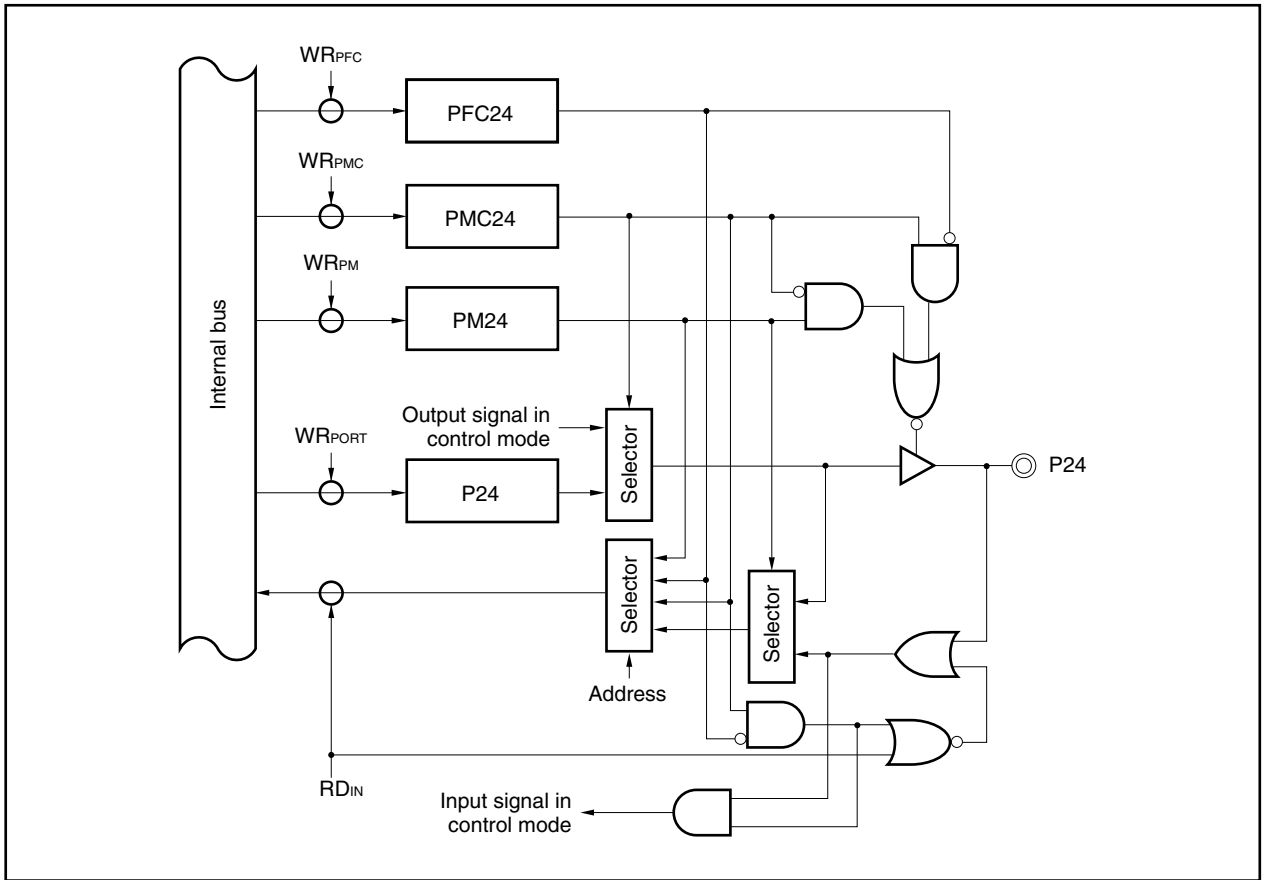 WRPFC
PFC24
WRPMC
PMC24
WRPM
PM24
Internal bus
Output signal in
control mode
Selector
WRPORT
P24
P24
Selector
Selector
Address
RDIN
Input signal in
control mode